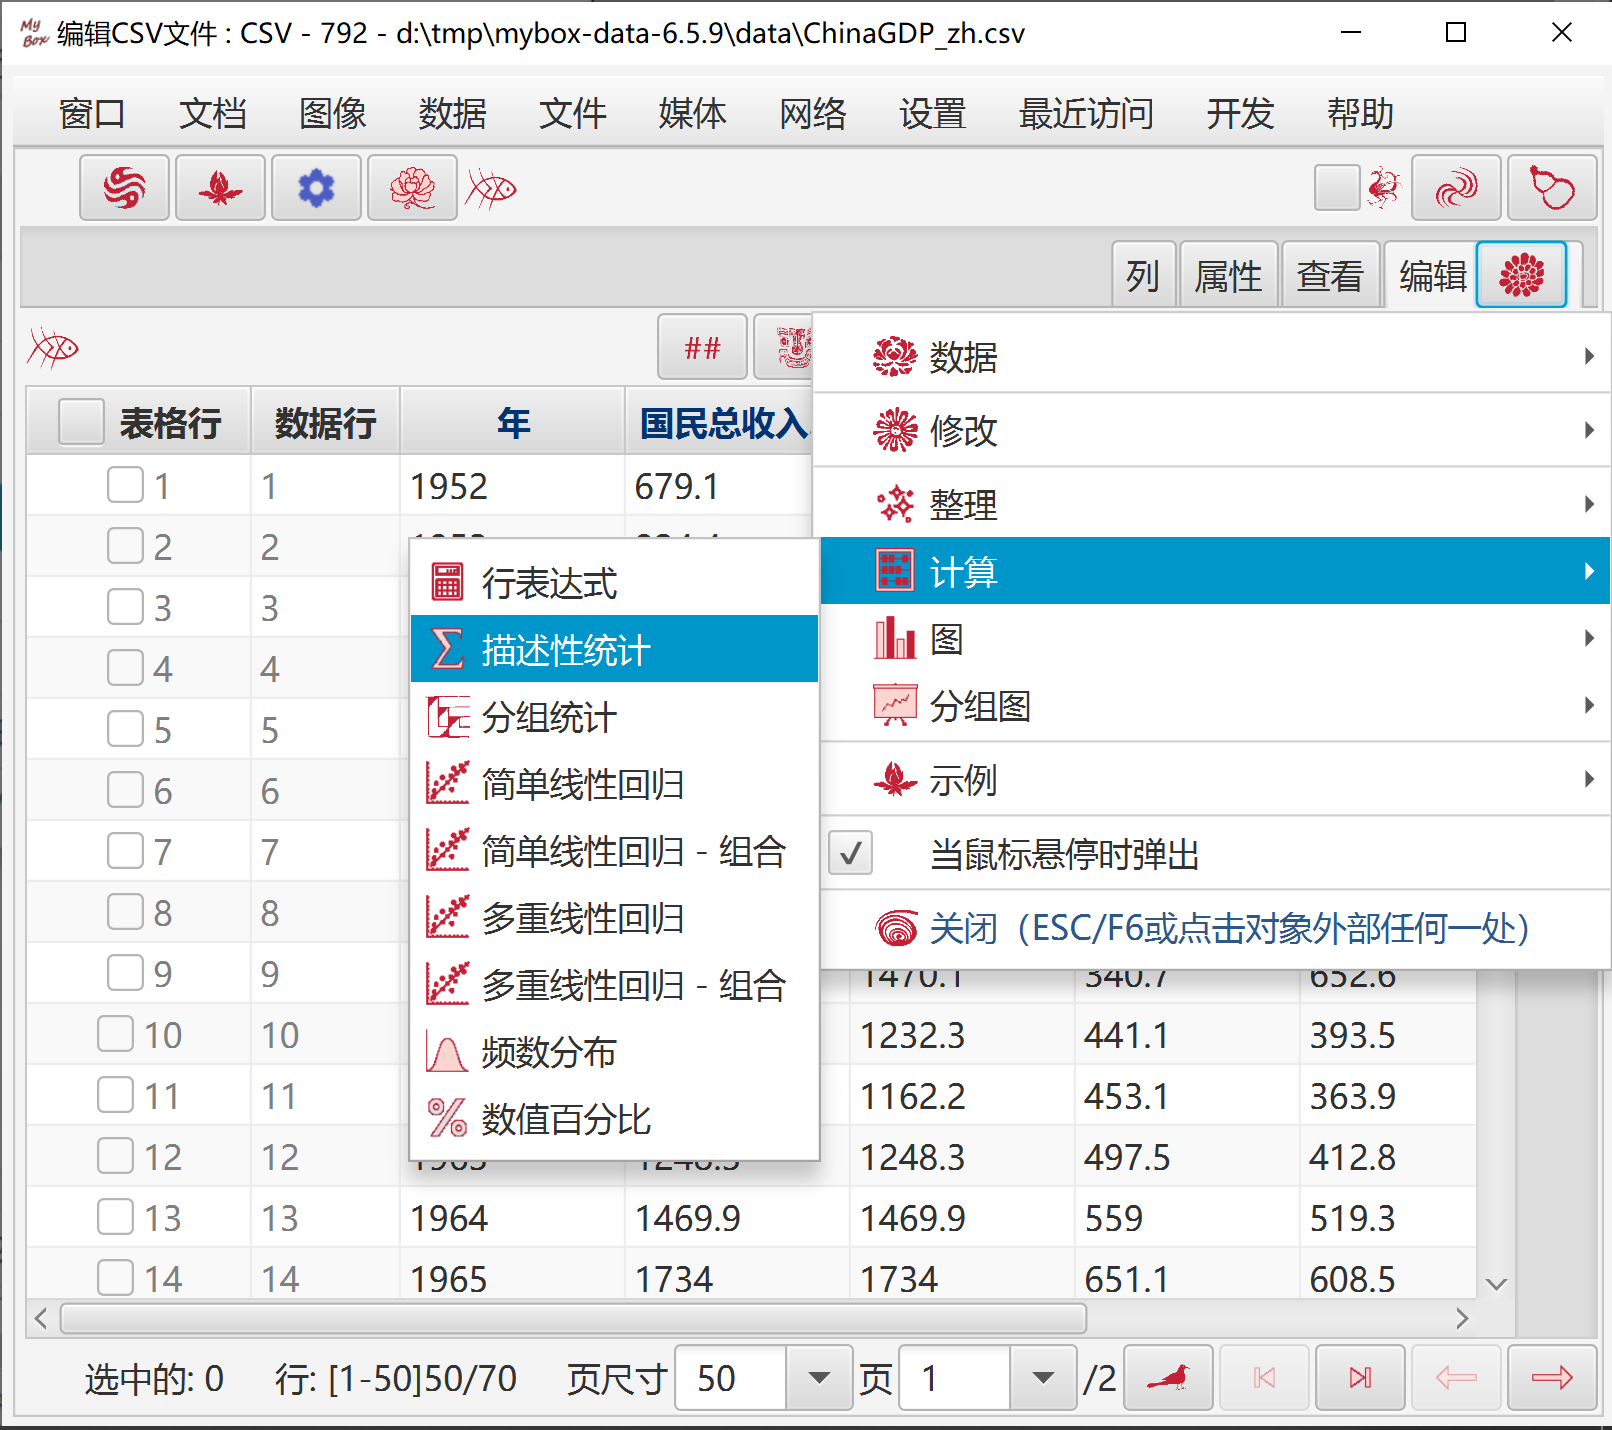 My Box 编辑CSV文件 : CSV - 792 - d:\tmp\mybox-data-6.5.9\data\ChinaGDP_zh.csv
窗口 文档 图像 数据 文件 媒体 网络 设置 最近访问 开发 帮助
列 属性 查看 编辑
##
数据
修改
整理
计算
图
分组图
示例
当鼠标悬停时弹出
关闭（ESC/F6或点击对象外部任何一处）
行表达式
描述性统计
分组统计
简单线性回归
简单线性回归 - 组合
多重线性回归
多重线性回归 - 组合
频数分布
数值百分比
表格行 数据行 年 国民总收入
1 1 1952 679.1
2 2
3 3
4 4
5 5
6 6
7 7
8 8
9 9 1470.1 340.7 652.6
10 10 1232.3 441.1 393.5
11 11 1162.2 453.1 363.9
12 12 1963 1248.3 1248.3 497.5 412.8
13 13 1964 1469.9 1469.9 559 519.3
14 14 1965 1734 1734 651.1 608.5
选中的: 0 行: [1-50]50/70 页尺寸 50 页 1 /2